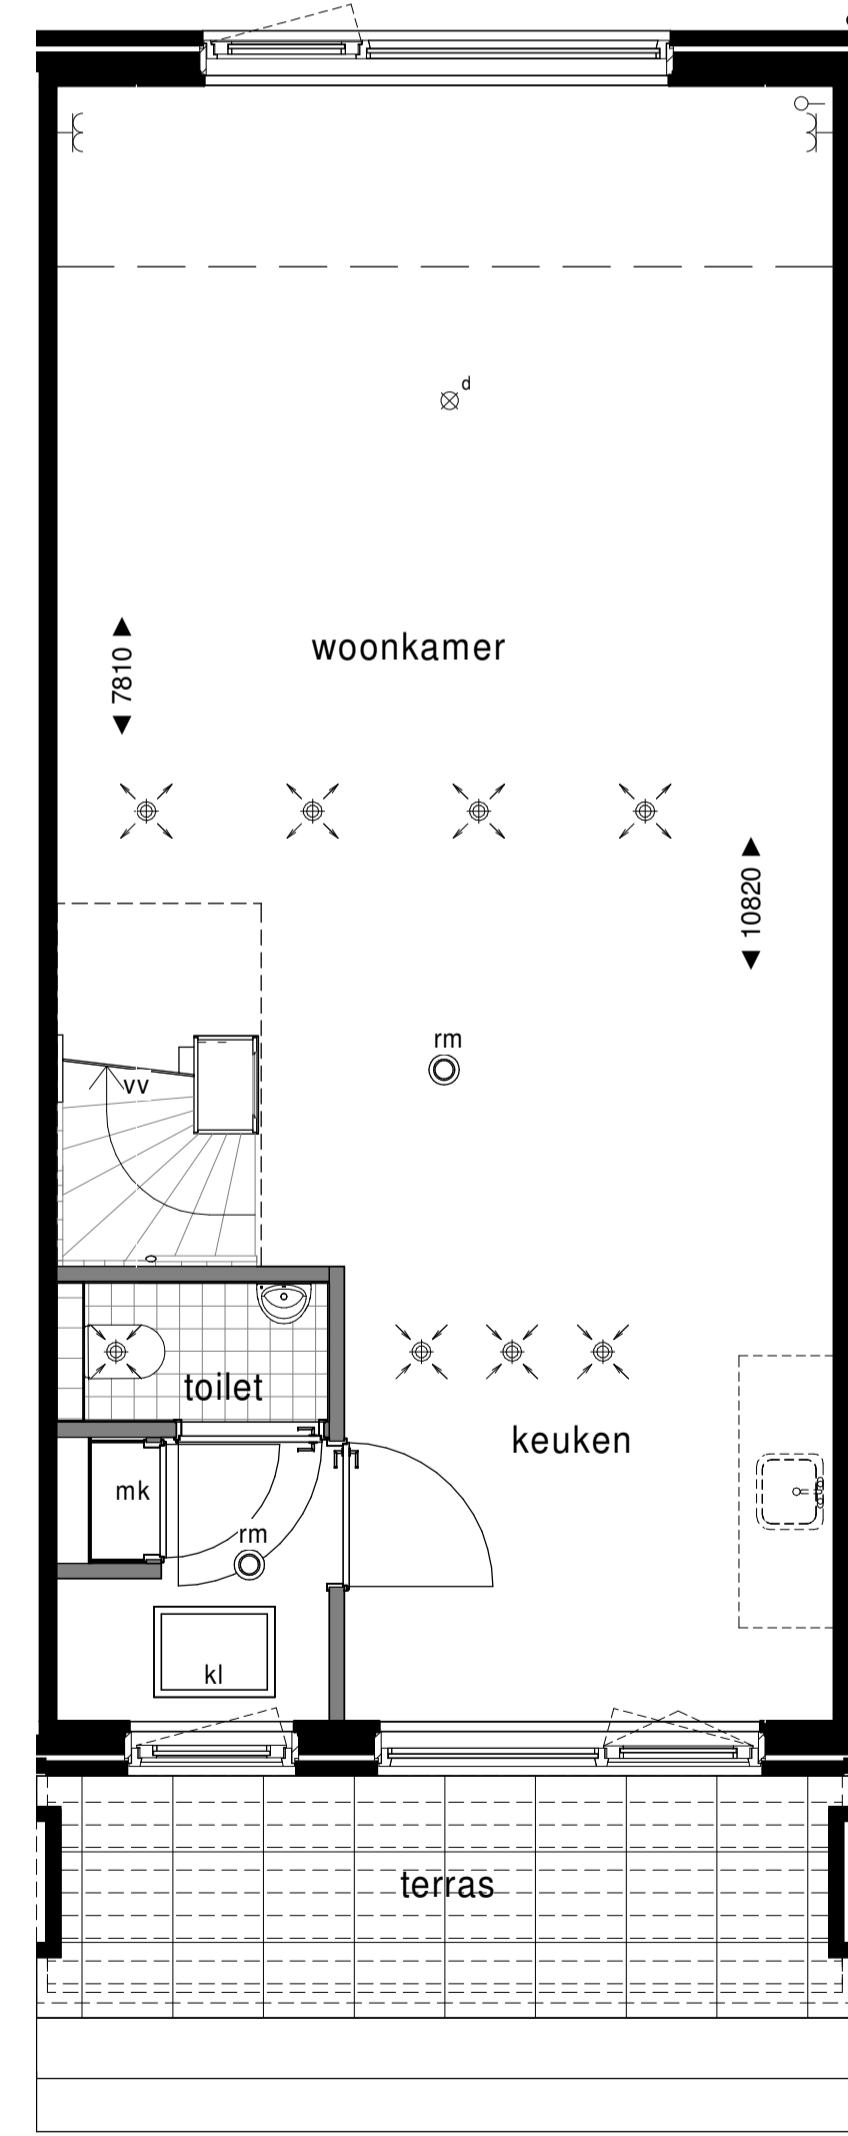 d
woonkamer
7810
10820
rm
vv
toilet
keuken
mk
rm
kl
terras